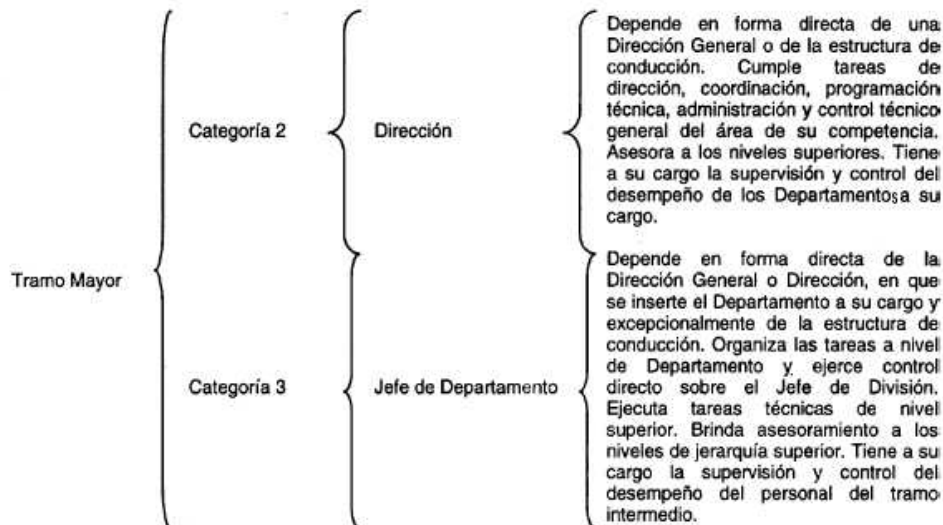 Tramo Mayor
Categoría 2
Dirección
Depende en forma directa de una
Dirección General o de la estructura de
conducción. Cumple tareas de
dirección, coordinación, programación
técnica, administración y control técnico
general del área de su competencia.
Asesora a los niveles superiores. Tiene
a su cargo la supervisión y control del
desempeño de los Departamentos a su
cargo.
Categoría 3
Jefe de Departamento
Depende en forma directa de la
Dirección General o Dirección, en que
se inserte el Departamento a su cargo y
excepcionalmente de la estructura de
conducción. Organiza las tareas a nivel
de Departamento y ejerce control
directo sobre el Jefe de División.
Ejecuta tareas técnicas de nivel
superior. Brinda asesoramiento a los
niveles de jerarquía superior. Tiene a su
cargo la supervisión y control del
desempeño del personal del tramo
intermedio.